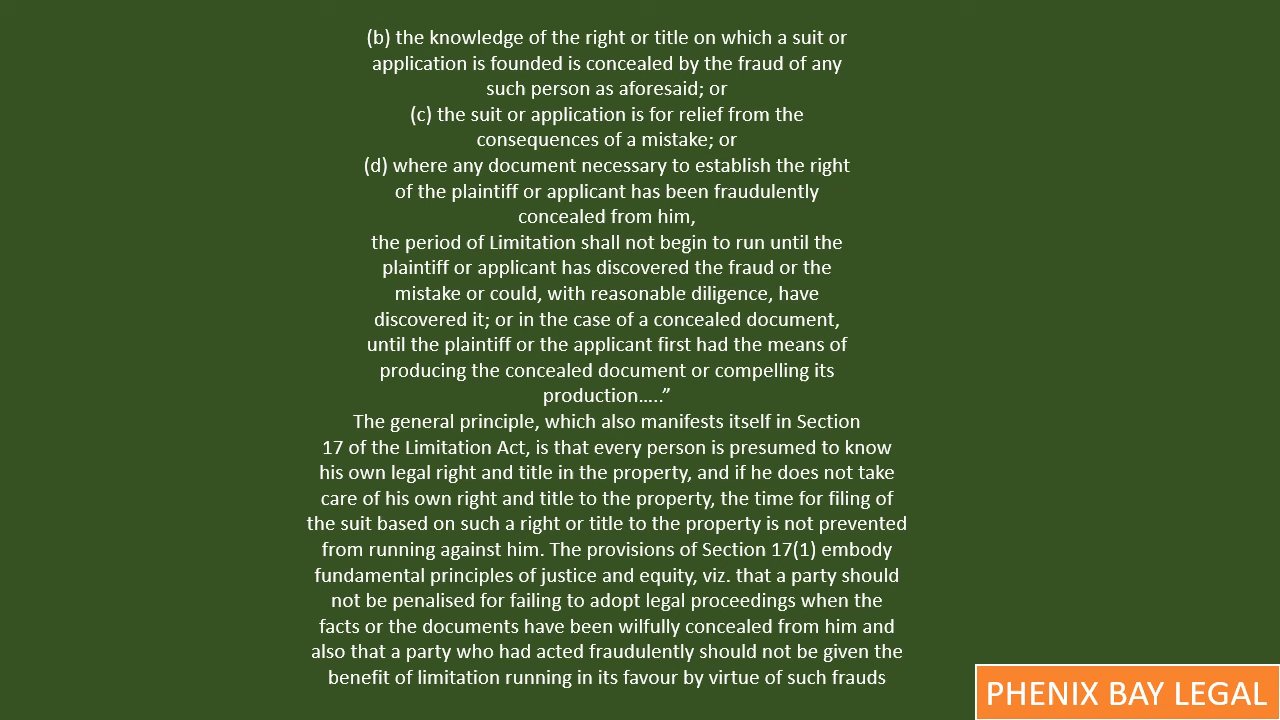 (b) the knowledge of the right or title on which a suit or
application is founded is concealed by the fraud of any
such person as aforesaid; or
(c) the suit or application is for relief from the
consequences of a mistake; or
(d) where any document necessary to establish the right
of the plaintiff or applicant has been fraudulently
concealed from him,
the period of Limitation shall not begin to run until the
plaintiff or applicant has discovered the fraud or the
mistake or could, with reasonable diligence, have
discovered it; or in the case of a concealed document,
until the plaintiff or the applicant first had the means of
producing the concealed document or compelling its
production.....”
The general principle, which also manifests itself in Section
17 of the Limitation Act, is that every person is presumed to know
his own legal right and title in the property, and if he does not take
care of his own right and title to the property, the time for filing of
the suit based on such a right or title to the property is not prevented
from running against him. The provisions of Section 17(1) embody
fundamental principles of justice and equity, viz. that a party should
not be penalised for failing to adopt legal proceedings when the
facts or the documents have been wilfully concealed from him and
also that a party who had acted fraudulently should not be given the
benefit of limitation running in its favour by virtue of such frauds
PHENIX BAY LEGAL